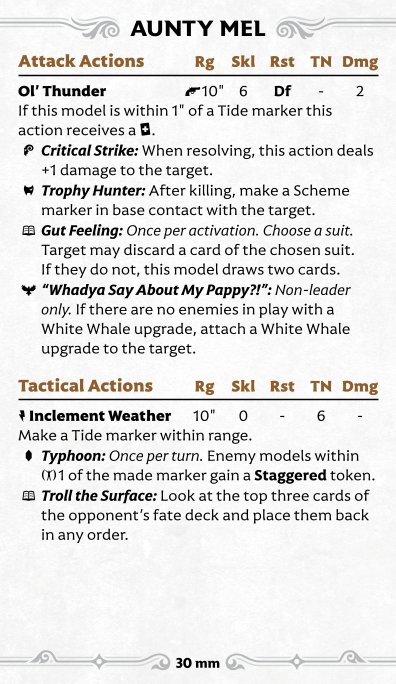 AUNTY MEL
Attack Actions Rg Skl Rst TN Dmg
Ol' Thunder 10" 6 Df - 2
If this model is within 1" of a Tide marker this
action receives a .
Critical Strike: When resolving, this action deals
+1 damage to the target.
Trophy Hunter: After killing, make a Scheme
marker in base contact with the target.
Gut Feeling: Once per activation. Choose a suit.
Target may discard a card of the chosen suit.
If they do not, this model draws two cards.
"Whadya Say About My Pappy?!": Non-leader
only. If there are no enemies in play with a
White Whale upgrade, attach a White Whale
upgrade to the target.
Tactical Actions Rg Skl Rst TN Dmg
Inclement Weather 10" 0 - 6 -
Make a Tide marker within range.
Typhoon: Once per turn. Enemy models within
1 of the made marker gain a Staggered token.
Troll the Surface: Look at the top three cards of
the opponent's fate deck and place them back
in any order.
30 mm